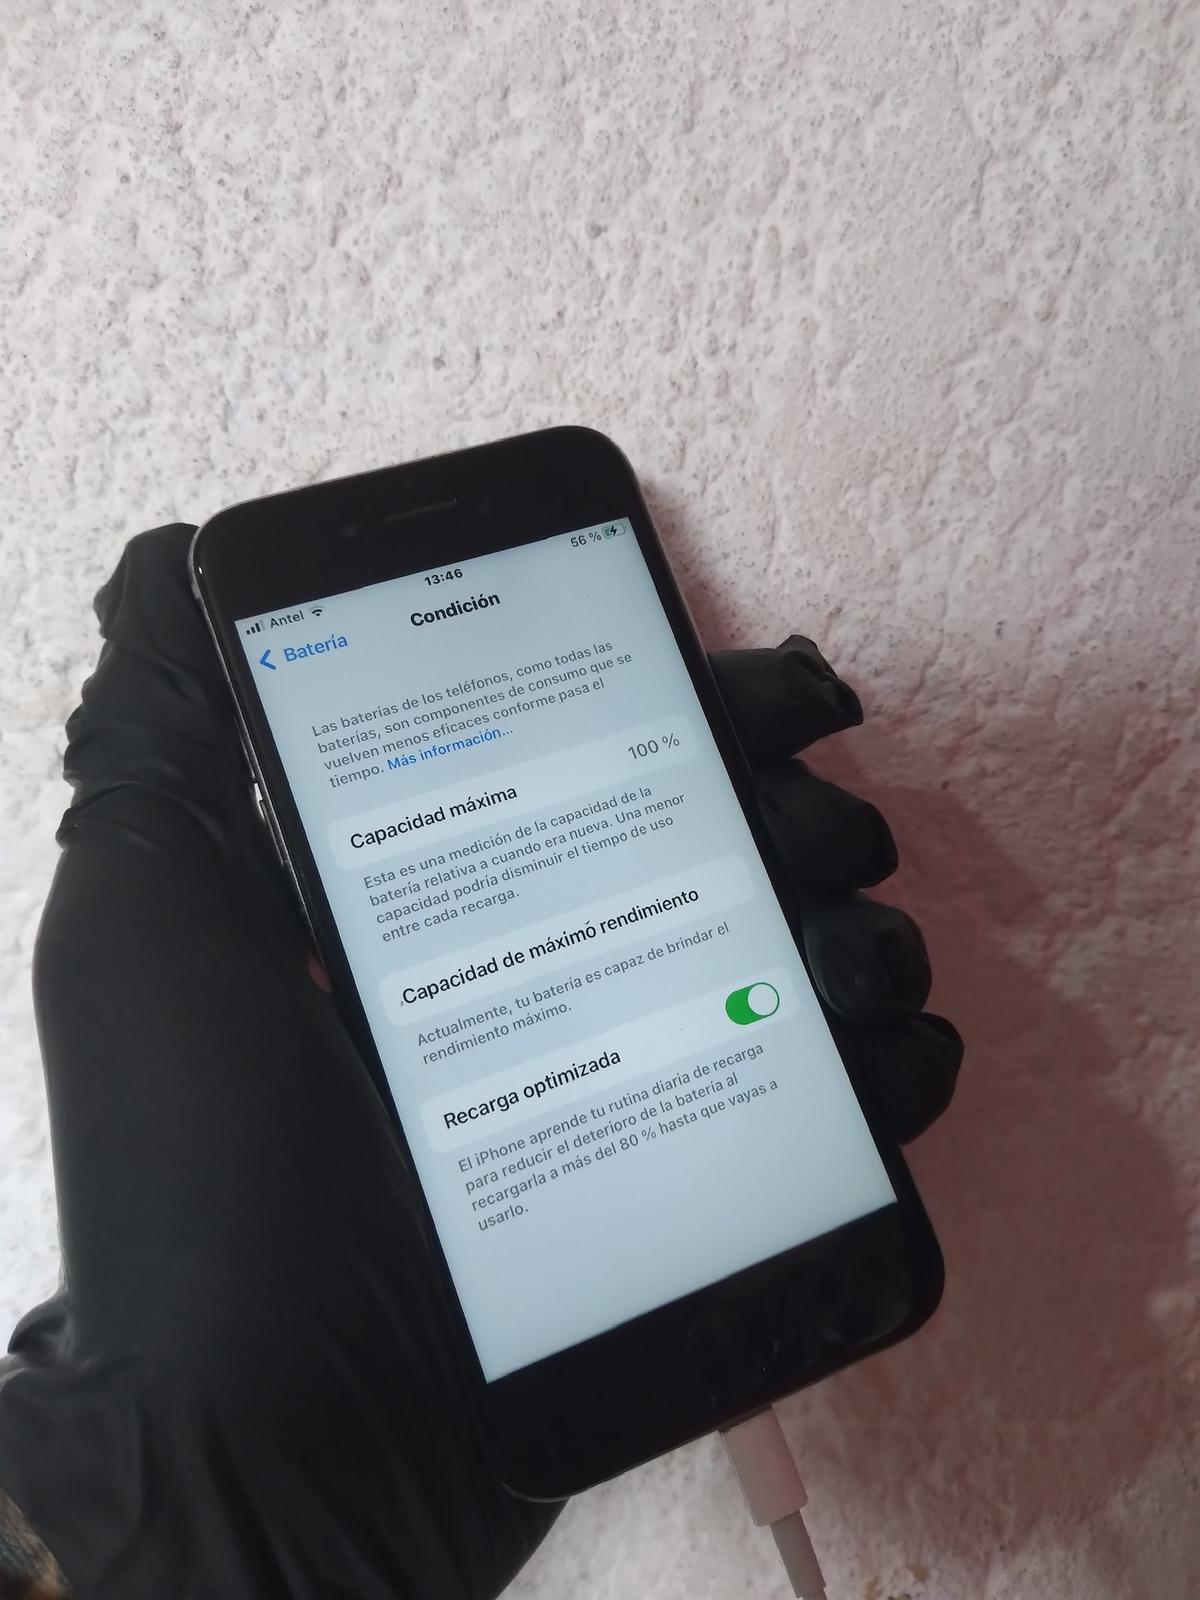 Antel
13:46
56 %
Batería
Condición
Las baterías de los teléfonos, como todas las
baterías, son componentes de consumo que se
vuelven menos eficaces conforme pasa el
tiempo. Más información...
Capacidad máxima 100 %
Esta es una medición de la capacidad de la
batería relativa a cuando era nueva. Una menor
capacidad podría disminuir el tiempo de uso
entre cada recarga.
Capacidad de máximo rendimiento
Actualmente, tu batería es capaz de brindar el
rendimiento máximo.
Recarga optimizada
El iPhone aprende tu rutina diaria de recarga
para reducir el deterioro de la batería al
recargarla a más del 80 % hasta que vayas a
usarlo.